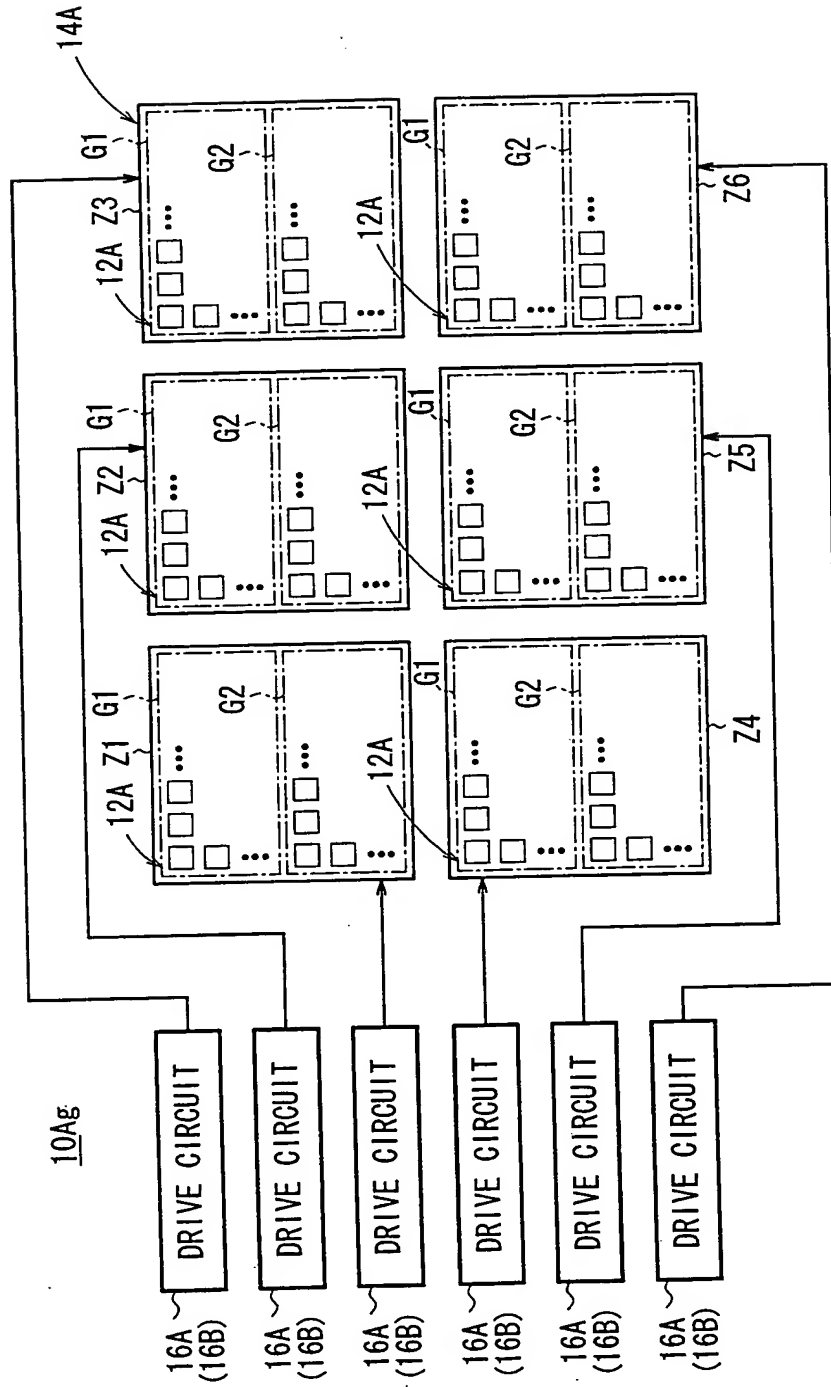 10Ag
14A
12A
Z3
G1
G2
12A
Z2
G1
G2
12A
Z1
G1
G2
12A
G1
G2
Z6
12A
G1
G2
Z5
12A
G1
G2
Z4
DRIVE CIRCUIT
16A
(16B)
DRIVE CIRCUIT
16A
(16B)
DRIVE CIRCUIT
16A
(16B)
DRIVE CIRCUIT
16A
(16B)
DRIVE CIRCUIT
16A
(16B)
DRIVE CIRCUIT
16A
(16B)